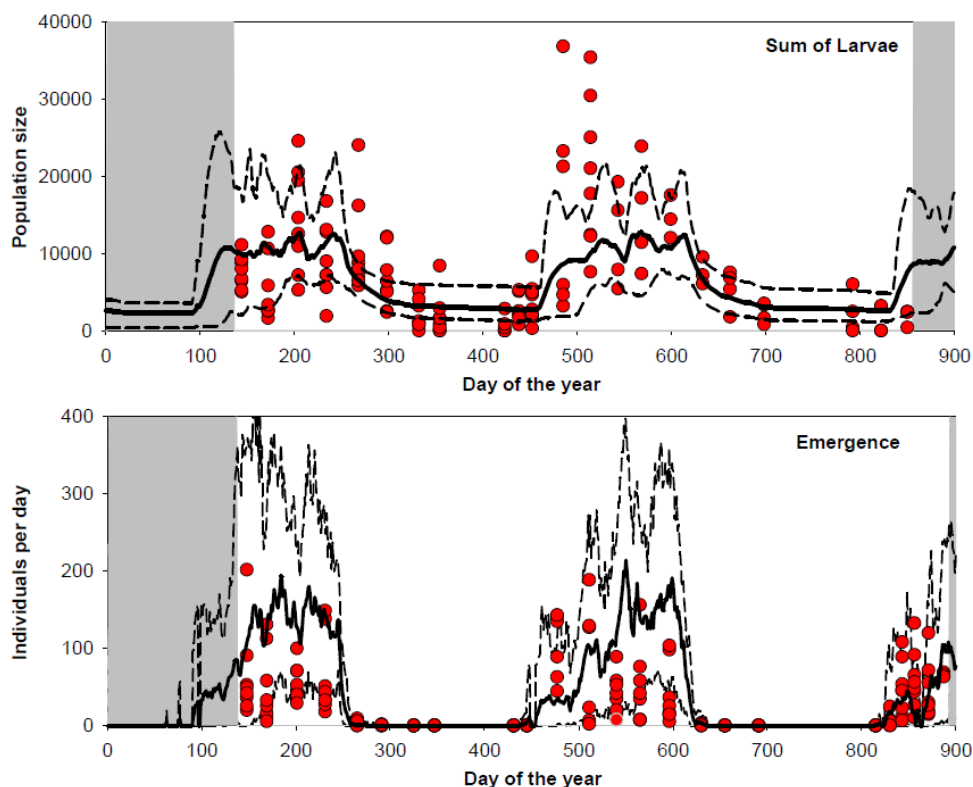 40000
Sum of Larvae
30000
20000
10000
0
Population size
0 100 200 300 400 500 600 700 800 900
Day of the year
400
Emergence
300
200
100
0
Individuals per day
0 100 200 300 400 500 600 700 800 900
Day of the year